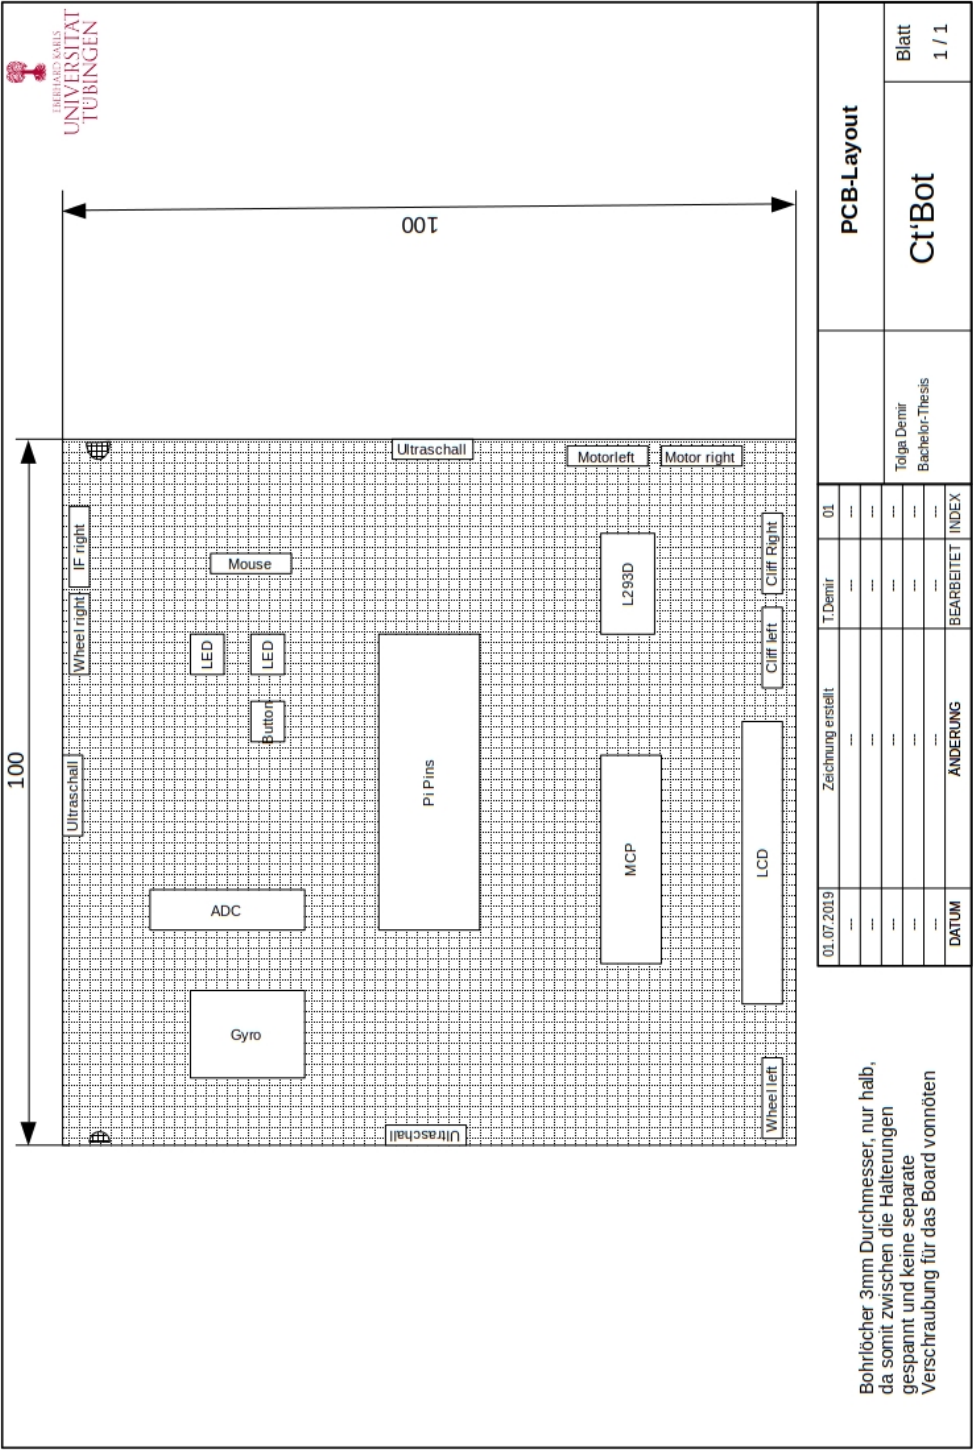 EBERHARD KARLS
UNIVERSITÄT
TÜBINGEN
100
100
Ultraschall
Motorleft
Motor right
IF right
Mouse
Wheel right
LED
LED
Button
L293D
Cliff Right
Cliff left
Ultraschall
Pi Pins
ADC
MCP
LCD
Gyro
Wheel left
Ultraschall
Bohrlöcher 3mm Durchmesser, nur halb,
da somit zwischen die Halterungen
gespannt und keine separate
Verschraubung für das Board vonnöten
01.07.2019 Zeichnung erstellt T.Demir 01
--- --- --- ---
--- --- --- ---
--- --- --- ---
--- --- --- ---
--- --- --- ---
DATUM ÄNDERUNG BEARBEITET INDEX
Tolga Demir
Bachelor-Thesis
PCB-Layout
Ct'Bot
Blatt
1 / 1